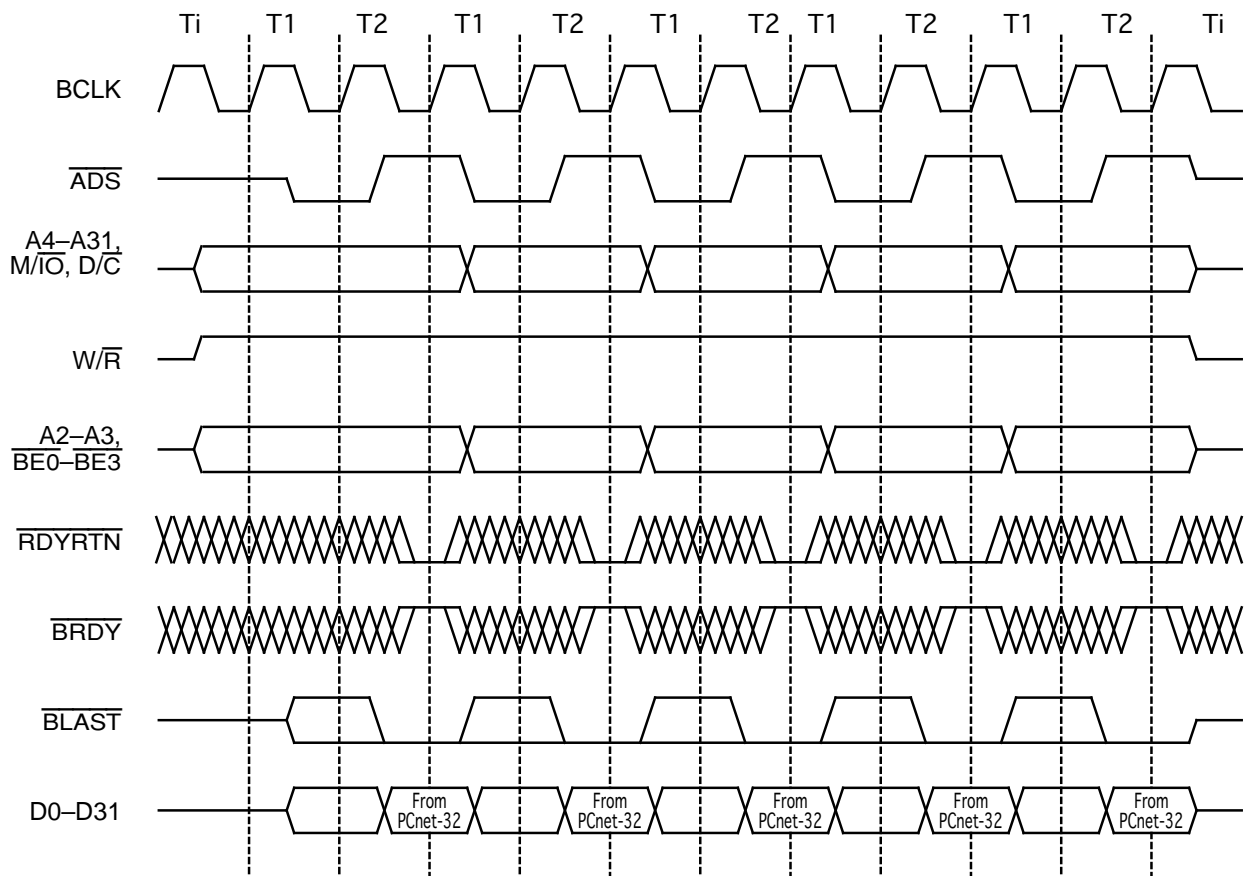 Ti T1 T2 T1 T2 T1 T2 T1 T2 T1 T2 Ti
BCLK
ADS
A4–A31,
M/IO, D/C
W/R
A2–A3,
BE0–BE3
RDYRTN
BRDY
BLAST
D0–D31
From From From From From
PCnet-32 PCnet-32 PCnet-32 PCnet-32 PCnet-32